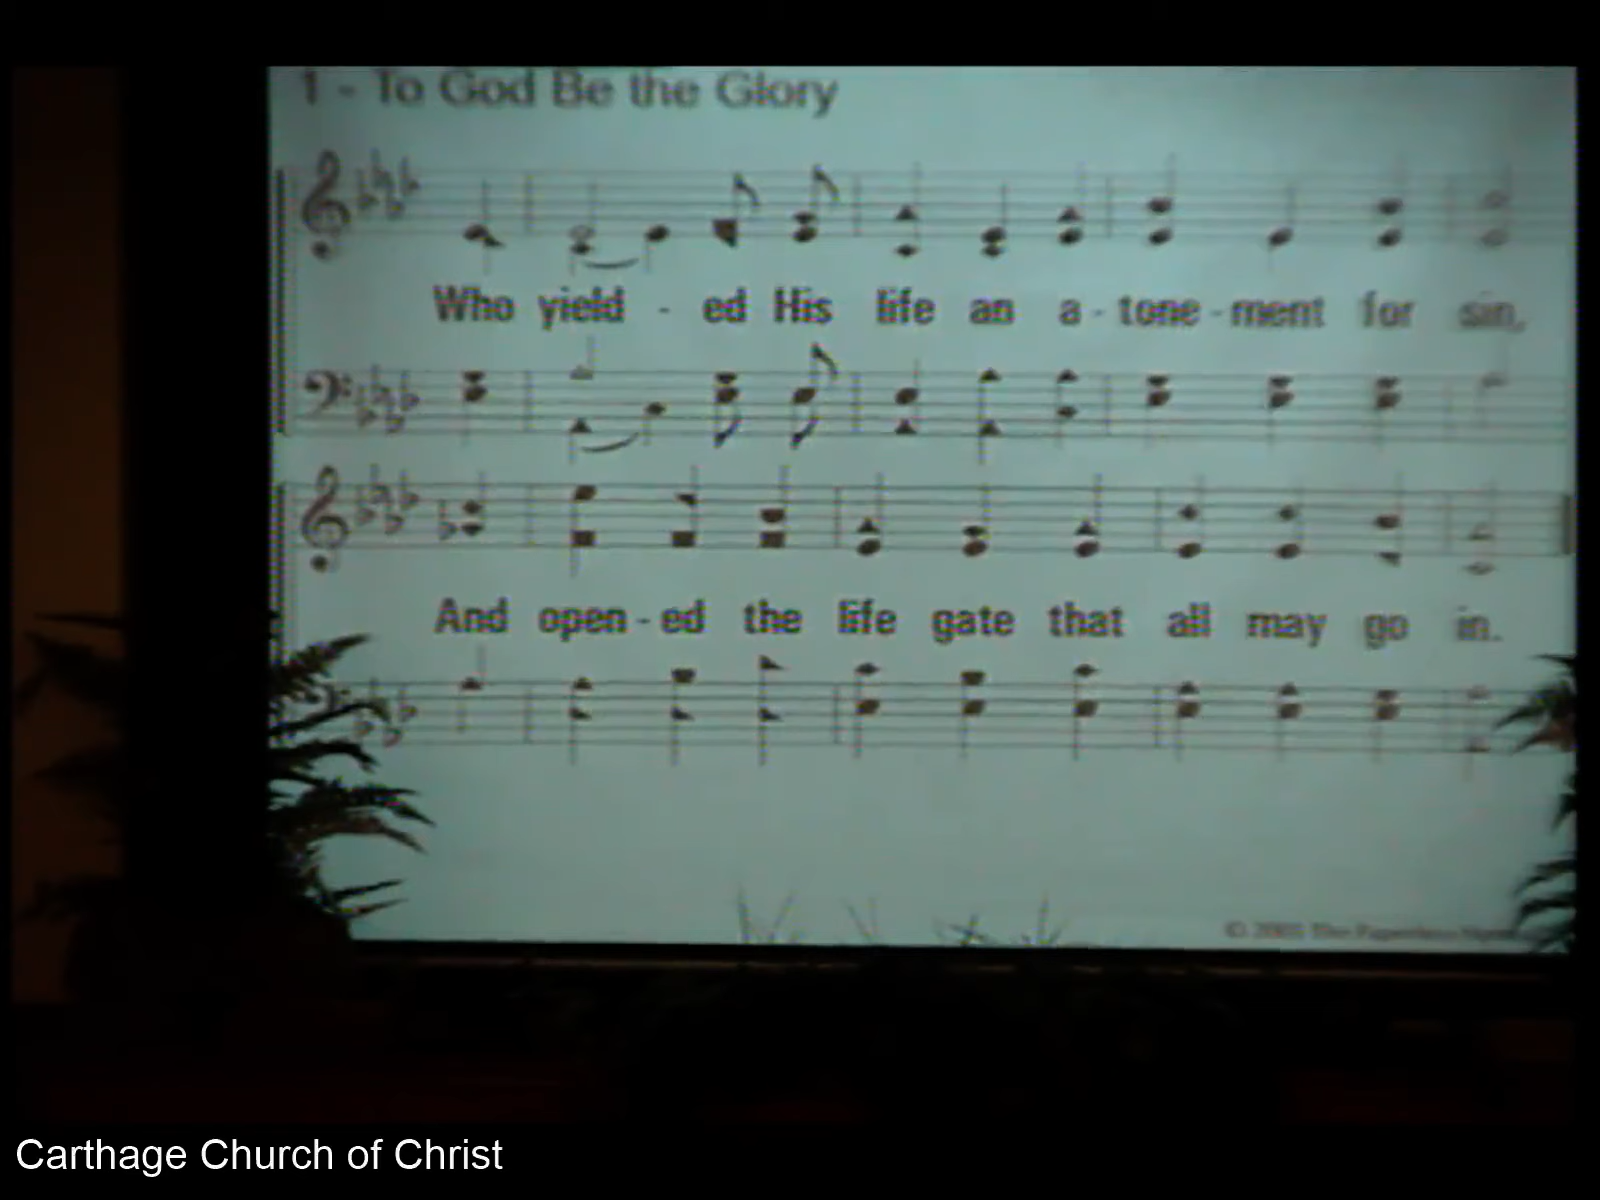 1 - To God Be the Glory
Who yield - ed His life an a - tone - ment for sin,
And open - ed the life gate that all may go in.
Carthage Church of Christ